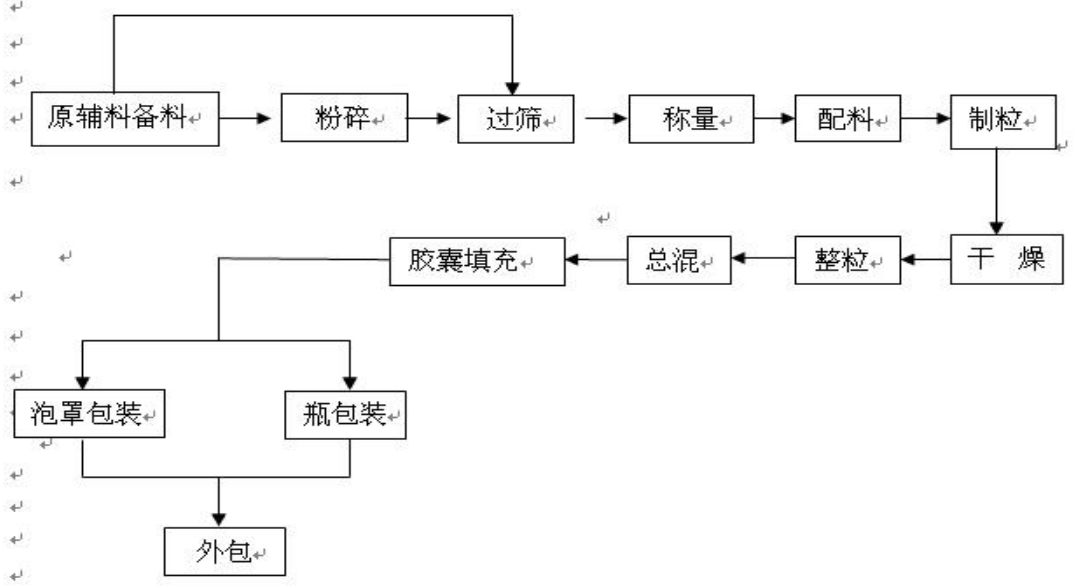 原辅料备料
粉碎
过筛
称量
配料
制粒
干 燥
整粒
总混
胶囊填充
泡罩包装
瓶包装
外包